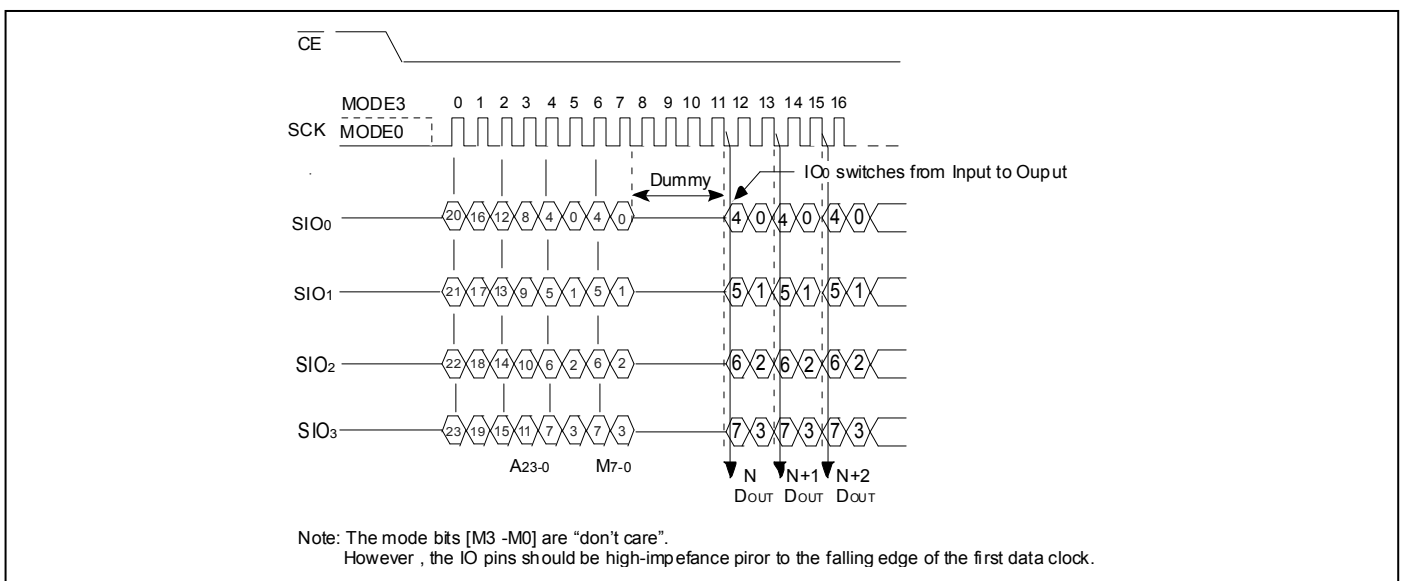 CE
MODE3 0 1 2 3 4 5 6 7 8 9 10 11 12 13 14 15 16
SCK MODE0
Dummy IO0 switches from Input to Ouput
SIO0 20 16 12 8 4 0 4 0 4 0 4 0 4 0
SIO1 21 17 13 9 5 1 5 1 5 1 5 1 5 1
SIO2 22 18 14 10 6 2 6 2 6 2 6 2 6 2
SIO3 23 19 15 11 7 3 7 3 7 3 7 3 7 3
A23-0 M7-0 N N+1 N+2
DOUT DOUT DOUT
Note: The mode bits [M3 -M0] are “don’t care”.
However , the IO pins should be high-impefance piror to the falling edge of the first data clock.